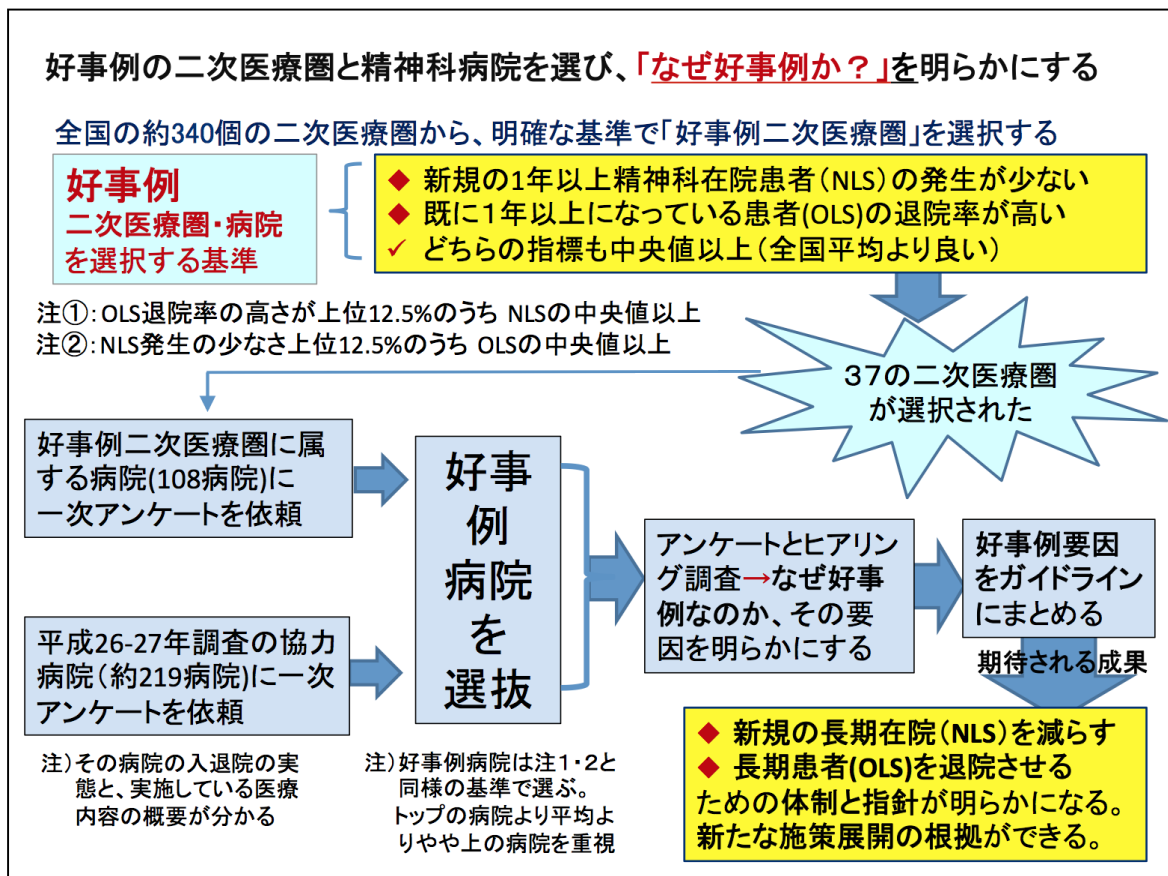 好事例の二次医療圏と精神科病院を選び、「なぜ好事例か？」を明らかにする
全国の約340個の二次医療圏から、明確な基準で「好事例二次医療圏」を選択する
好事例
二次医療圏・病院
を選択する基準
◆ 新規の1年以上精神科在院患者（NLS）の発生が少ない
◆ 既に１年以上になっている患者(OLS)の退院率が高い
✓ どちらの指標も中央値以上（全国平均より良い）
注①：OLS退院率の高さが上位12.5%のうち NLSの中央値以上
注②：NLS発生の少なさ上位12.5%のうち OLSの中央値以上
３７の二次医療圏
が選択された
好事例二次医療圏に属
する病院(108病院)に
一次アンケートを依頼
平成26-27年調査の協力
病院（約219病院)に一次
アンケートを依頼
注）その病院の入退院の実
態と、実施している医療
内容の概要が分かる
好事
例
病院
を
選抜
注）好事例病院は注１・２と
同様の基準で選ぶ。
トップの病院より平均よ
りやや上の病院を重視
アンケートとヒアリン
グ調査→なぜ好事
例なのか、その要
因を明らかにする
好事例要因
をガイドライン
にまとめる
期待される成果
◆ 新規の長期在院（NLS）を減らす
◆ 長期患者(OLS)を退院させる
ための体制と指針が明らかになる。
新たな施策展開の根拠ができる。